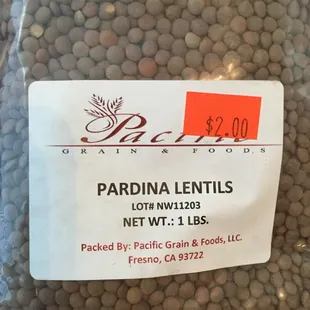 Pacific
$2.00
GRAIN & FOODS
PARDINA LENTILS
LOT# NW11203
NET WT.: 1 LBS.
Packed By: Pacific Grain & Foods, LLC.
Fresno, CA 93722